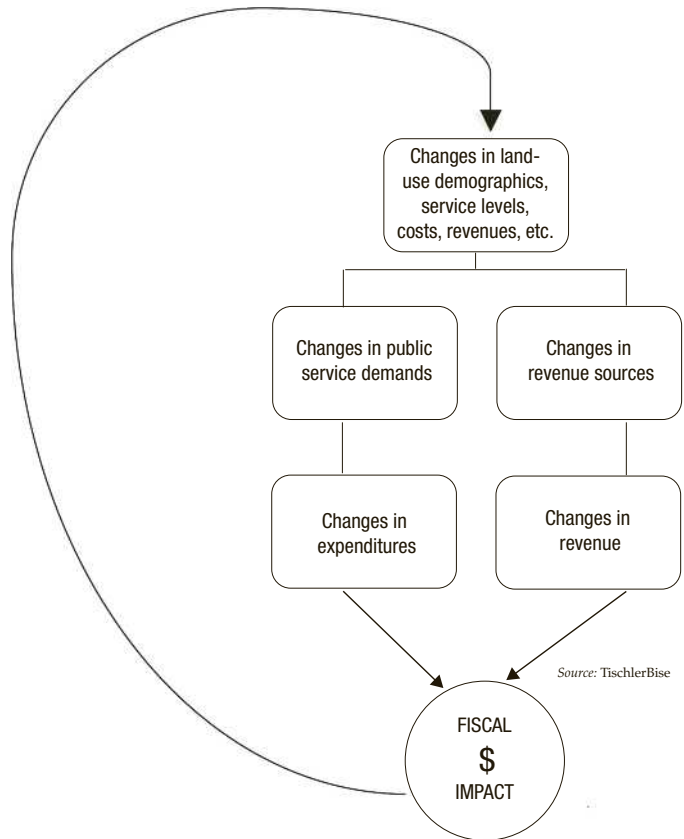 Changes in land-
use demographics,
service levels,
costs, revenues, etc.
Changes in public
service demands
Changes in
revenue sources
Changes in
expenditures
Changes in
revenue
Source: TischlerBise
FISCAL
$
IMPACT